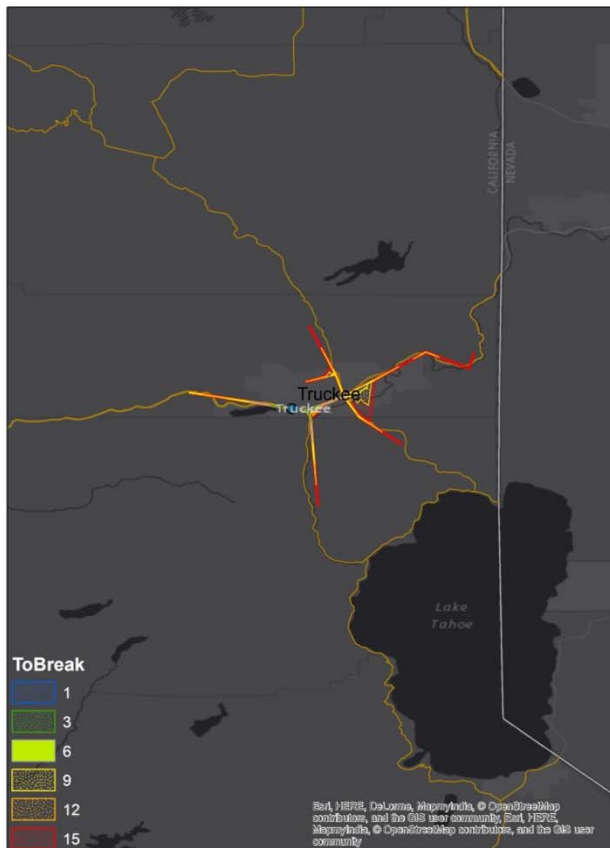 CALIFORNIA
NEVADA
Truckee
Truckee
Lake
Tahoe
ToBreak
1
3
6
9
12
15
Esri, HERE, DeLorme, MapmyIndia, © OpenStreetMap
contributors, and the GIS user community, Esri, HERE,
MapmyIndia, © OpenStreetMap contributors, and the GIS user
community